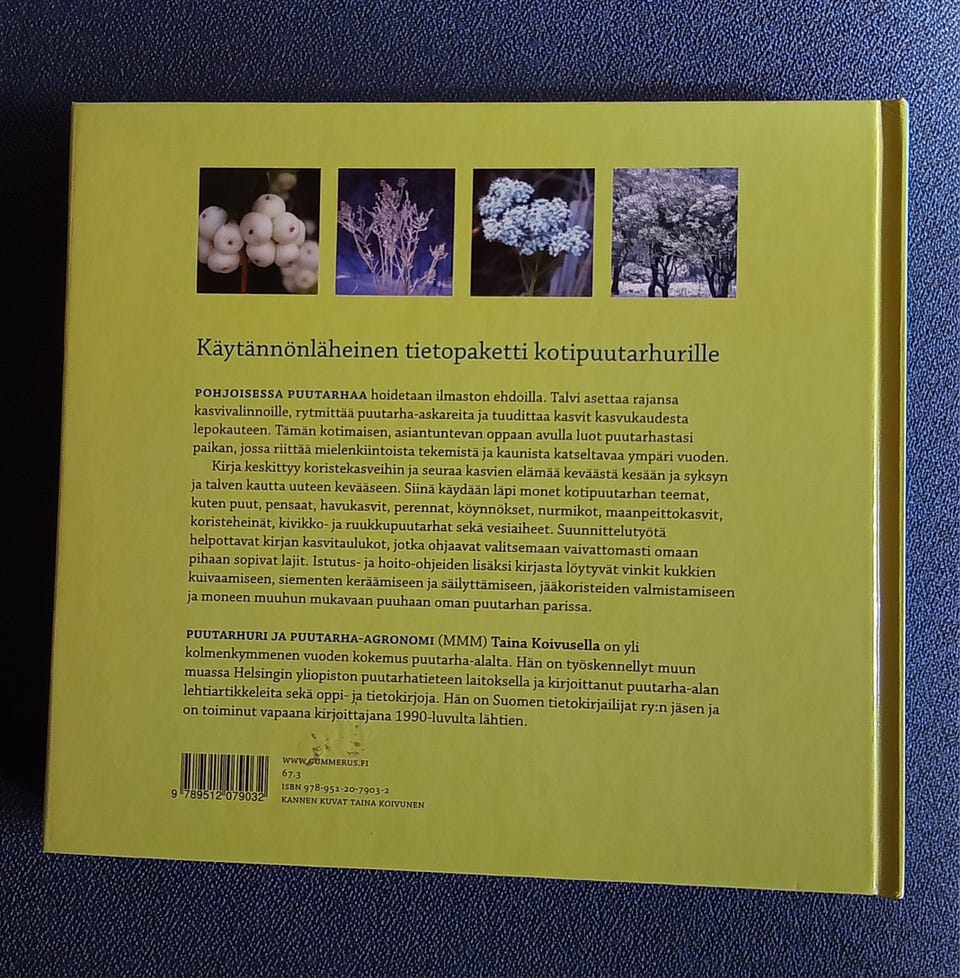 Käytännönläheinen tietopaketti kotipuutarhurille
POHJOISESSA PUUTARHAA hoidetaan ilmaston ehdoilla. Talvi asettaa rajansa
kasvivalinnoille, rytmittää puutarha-askareita ja tuudittaa kasvit kasvukaudesta
lepokauteen. Tämän kotimaisen, asiantuntevan oppaan avulla luot puutarhastasi
paikan, jossa riittää mielenkiintoista tekemistä ja kaunista katseltavaa ympäri vuoden.
Kirja keskittyy koristekasveihin ja seuraa kasvien elämää keväästä kesään ja syksyn
ja talven kautta uuteen kevääseen. Siinä käydään läpi monet kotipuutarhan teemat,
kuten puut, pensaat, havukasvit, perennat, köynnökset, nurmikot, maanpeittokasvit,
koristeheinät, kivikko- ja ruukkupuutarhat sekä vesiaiheet. Suunnittelutyötä
helpottavat kirjan kasvitaulukot, jotka ohjaavat valitsemaan vaivattomasti omaan
pihaan sopivat lajit. Istutus- ja hoito-ohjeiden lisäksi kirjasta löytyvät vinkit kukkien
kuivaamiseen, siementen keräämiseen ja säilyttämiseen, jääkoristeiden valmistamiseen
ja moneen muuhun mukavaan puuhaan oman puutarhan parissa.
PUUTARHURI JA PUUTARHA-AGRONOMI (MMM) Taina Koivusella on yli
kolmenkymmenen vuoden kokemus puutarha-alalta. Hän on työskennellyt muun
muassa Helsingin yliopiston puutarhatieteen laitoksella ja kirjoittanut puutarha-alan
lehtiartikkeleita sekä oppi- ja tietokirjoja. Hän on Suomen tietokirjailijat ry:n jäsen ja
on toiminut vapaana kirjoittajana 1990-luvulta lähtien.
WWW.GUMMERUS.FI
67.3
ISBN 978-951-20-7903-2
KANNEN KUVAT TAINA KOIVUNEN
9 789512 079032